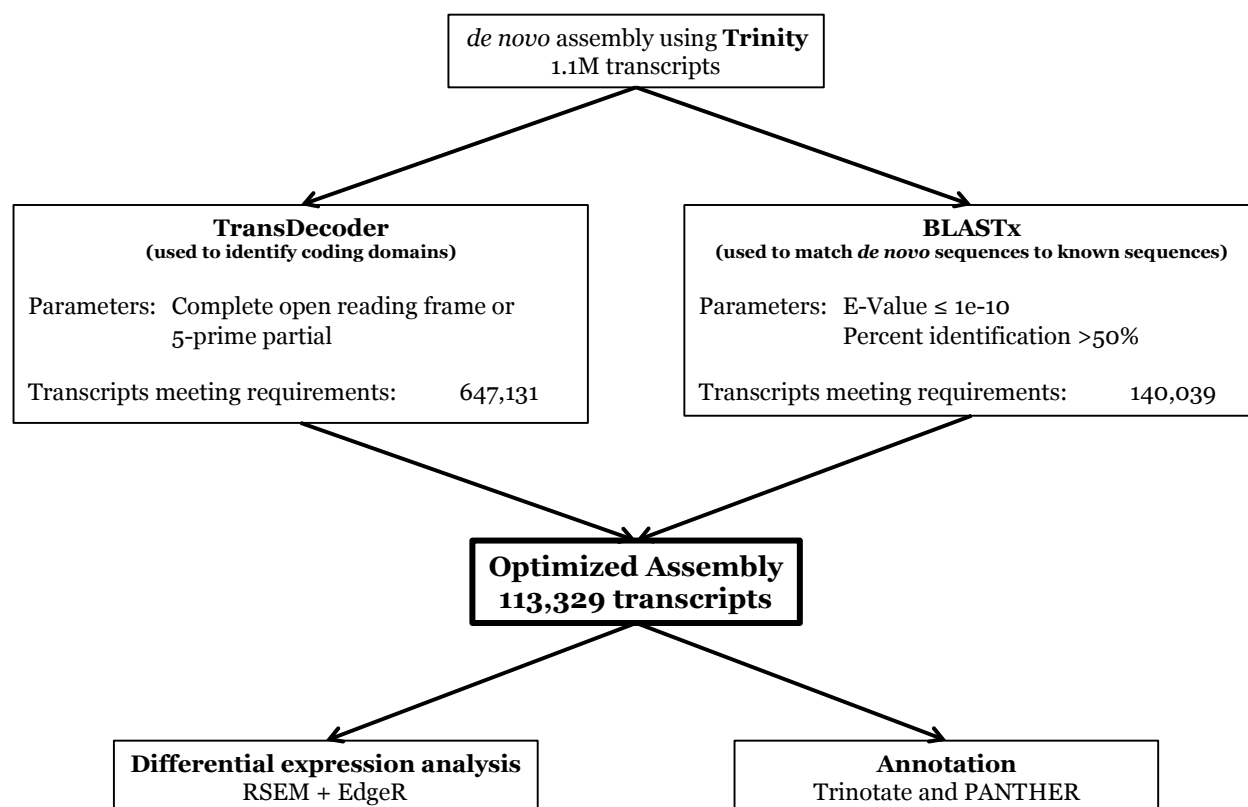 de novo assembly using Trinity
1.1M transcripts
TransDecoder
(used to identify coding domains)
Parameters: Complete open reading frame or
5-prime partial
Transcripts meeting requirements: 647,131
BLASTx
(used to match de novo sequences to known sequences)
Parameters: E-Value ≤ 1e-10
Percent identification >50%
Transcripts meeting requirements: 140,039
Optimized Assembly
113,329 transcripts
Differential expression analysis
RSEM + EdgeR
Annotation
Trinotate and PANTHER